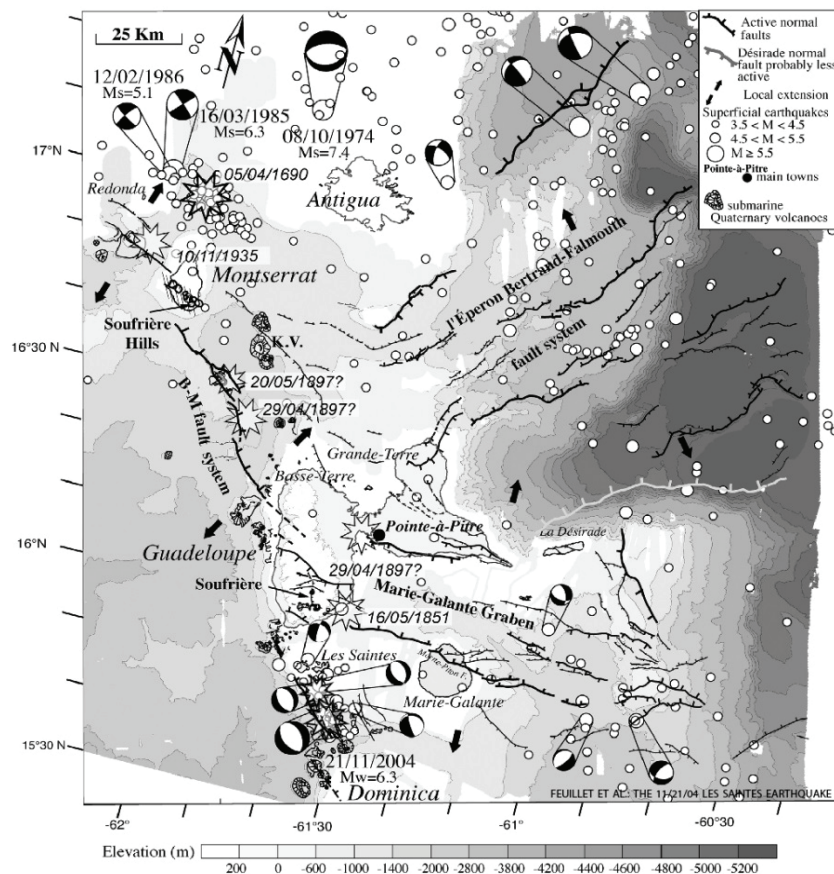 25 Km
N
12/02/1986
Ms=5.1
16/03/1985
Ms=6.3
08/10/1974
Ms=7.4
05/04/1690
Redonda
Antigua
10/11/1935
Montserrat
Soufrière
Hills
K.V.
20/05/1897?
29/04/1897?
B-M fault
system
l'Éperon Bertrand-Falmouth
fault system
Grande-Terre
Basse-Terre
Pointe-à-Pitre
La Désirade
Guadeloupe
29/04/1897?
Soufrière
Marie-Galante Graben
16/05/1851
Les Saintes
Marie-Galante
21/11/2004
Mw=6.3
Dominica
FEUILLET ET AL.: THE 11/21/04 LES SAINTES EARTHQUAKE
Active normal
faults
Désirade normal
fault probably less
active
Local extension
Superficial earthquakes
3.5 < M < 4.5
4.5 < M < 5.5
M ≥ 5.5
Pointe-à-Pitre
main towns
submarine
Quaternary volcanoes
17°N
16°30 N
16°N
15°30 N
-62° -61°30 -61° -60°30
Elevation (m)
200 0 -600 -1000 -1400 -2000 -2800 -3800 -4200 -4400 -4600 -4800 -5000 -5200